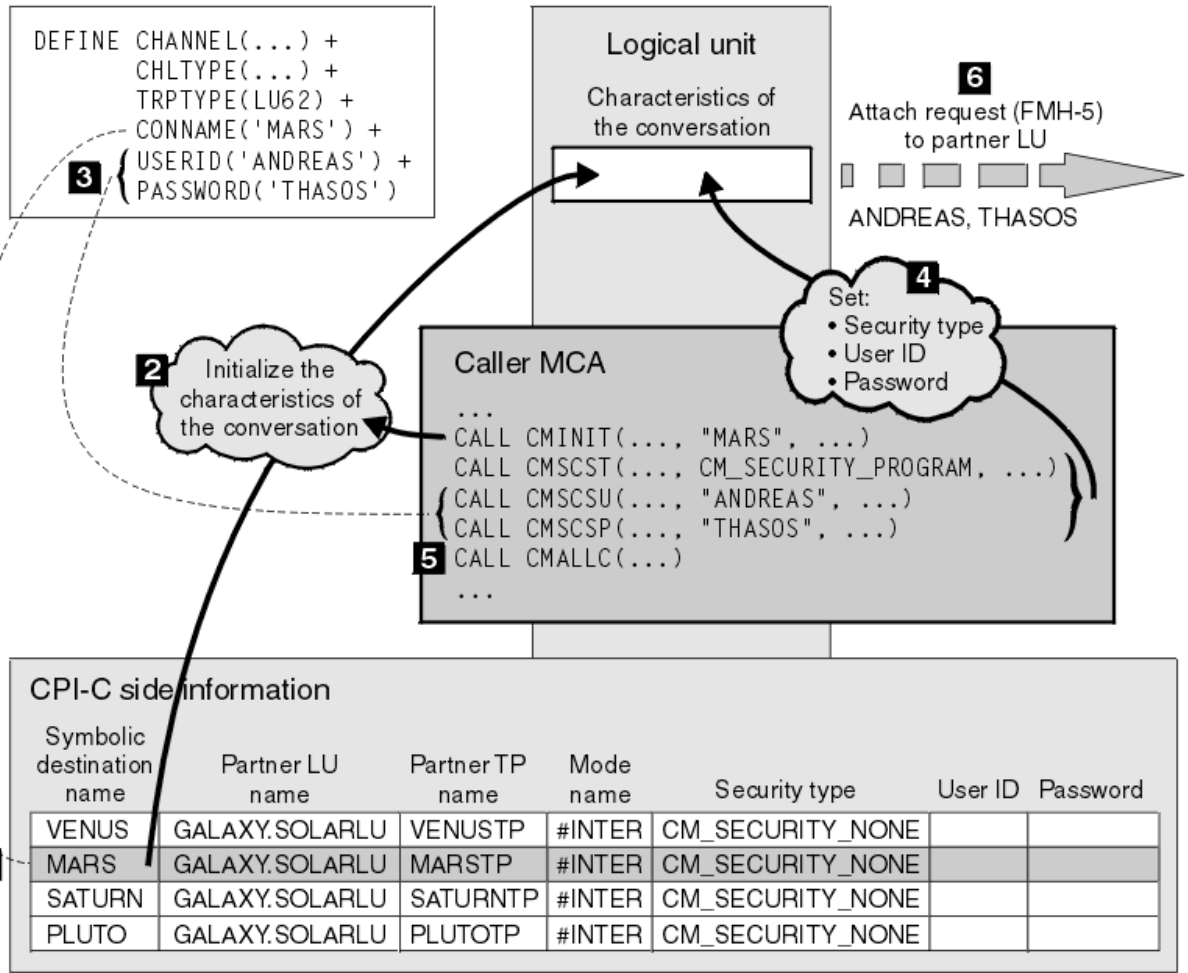 DEFINE CHANNEL(...) +
CHLTYPE(...) +
TRPTYPE(LU62) +
CONNAME('MARS') +
USERID('ANDREAS') +
PASSWORD('THASOS')
3
Logical unit
Characteristics of
the conversation
6
Attach request (FMH-5)
to partner LU
ANDREAS, THASOS
4
Set:
• Security type
• User ID
• Password
2
Initialize the
characteristics of
the conversation
Caller MCA
...
CALL CMINIT(..., "MARS", ...)
CALL CMSCST(..., CM_SECURITY_PROGRAM, ...)
CALL CMSCSU(..., "ANDREAS", ...)
CALL CMSCSP(..., "THASOS", ...)
5
CALL CMALLC(...)
...
CPI-C side information
Symbolic
destination
name
Partner LU
name
Partner TP
name
Mode
name
Security type
User ID
Password
VENUS GALAXY.SOLARLU VENUSTP #INTER CM_SECURITY_NONE
MARS GALAXY.SOLARLU MARSTP #INTER CM_SECURITY_NONE
SATURN GALAXY.SOLARLU SATURNTP #INTER CM_SECURITY_NONE
PLUTO GALAXY.SOLARLU PLUTOTP #INTER CM_SECURITY_NONE